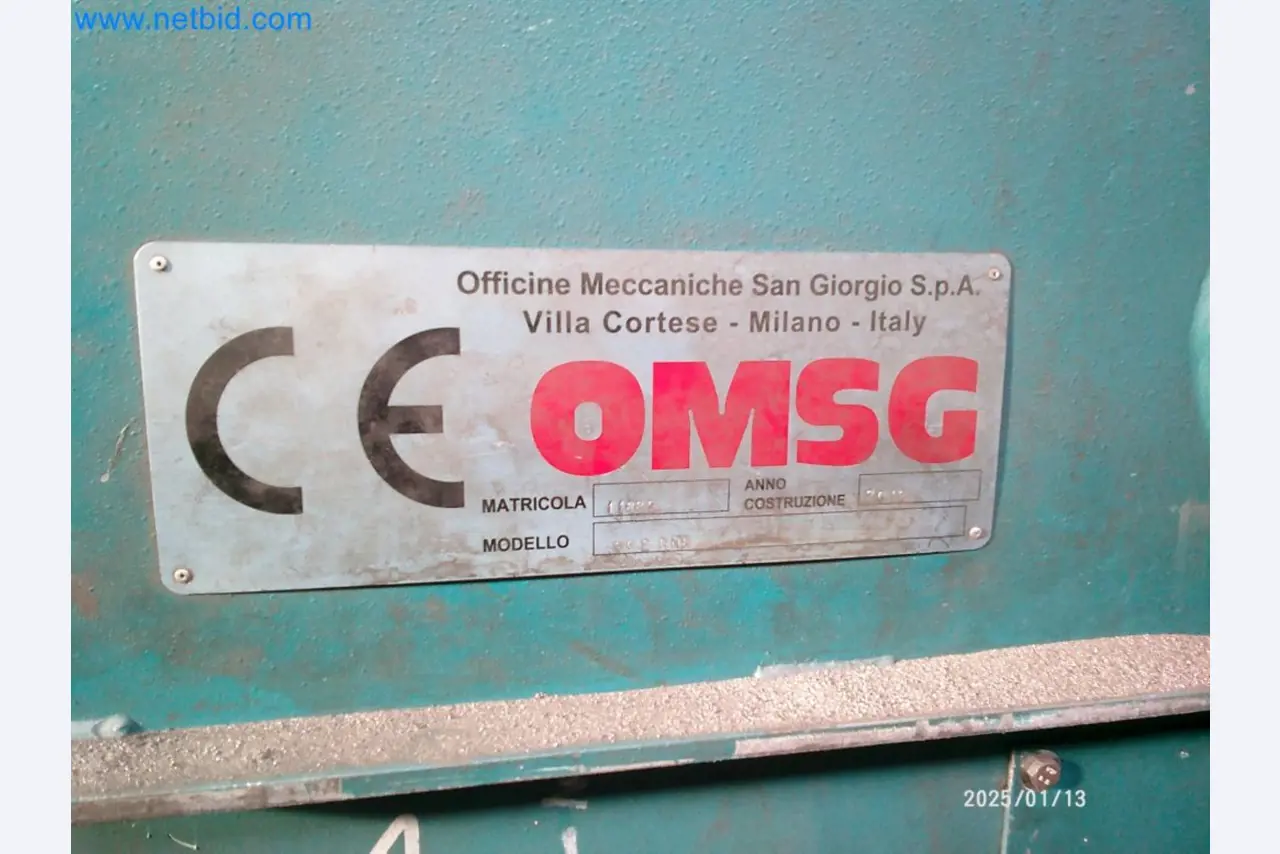 www.netbid.com
Officine Meccaniche San Giorgio S.p.A.
Villa Cortese - Milano - Italy
CE OMSG
MATRICOLA
ANNO
COSTRUZIONE
MODELLO
2025/01/13